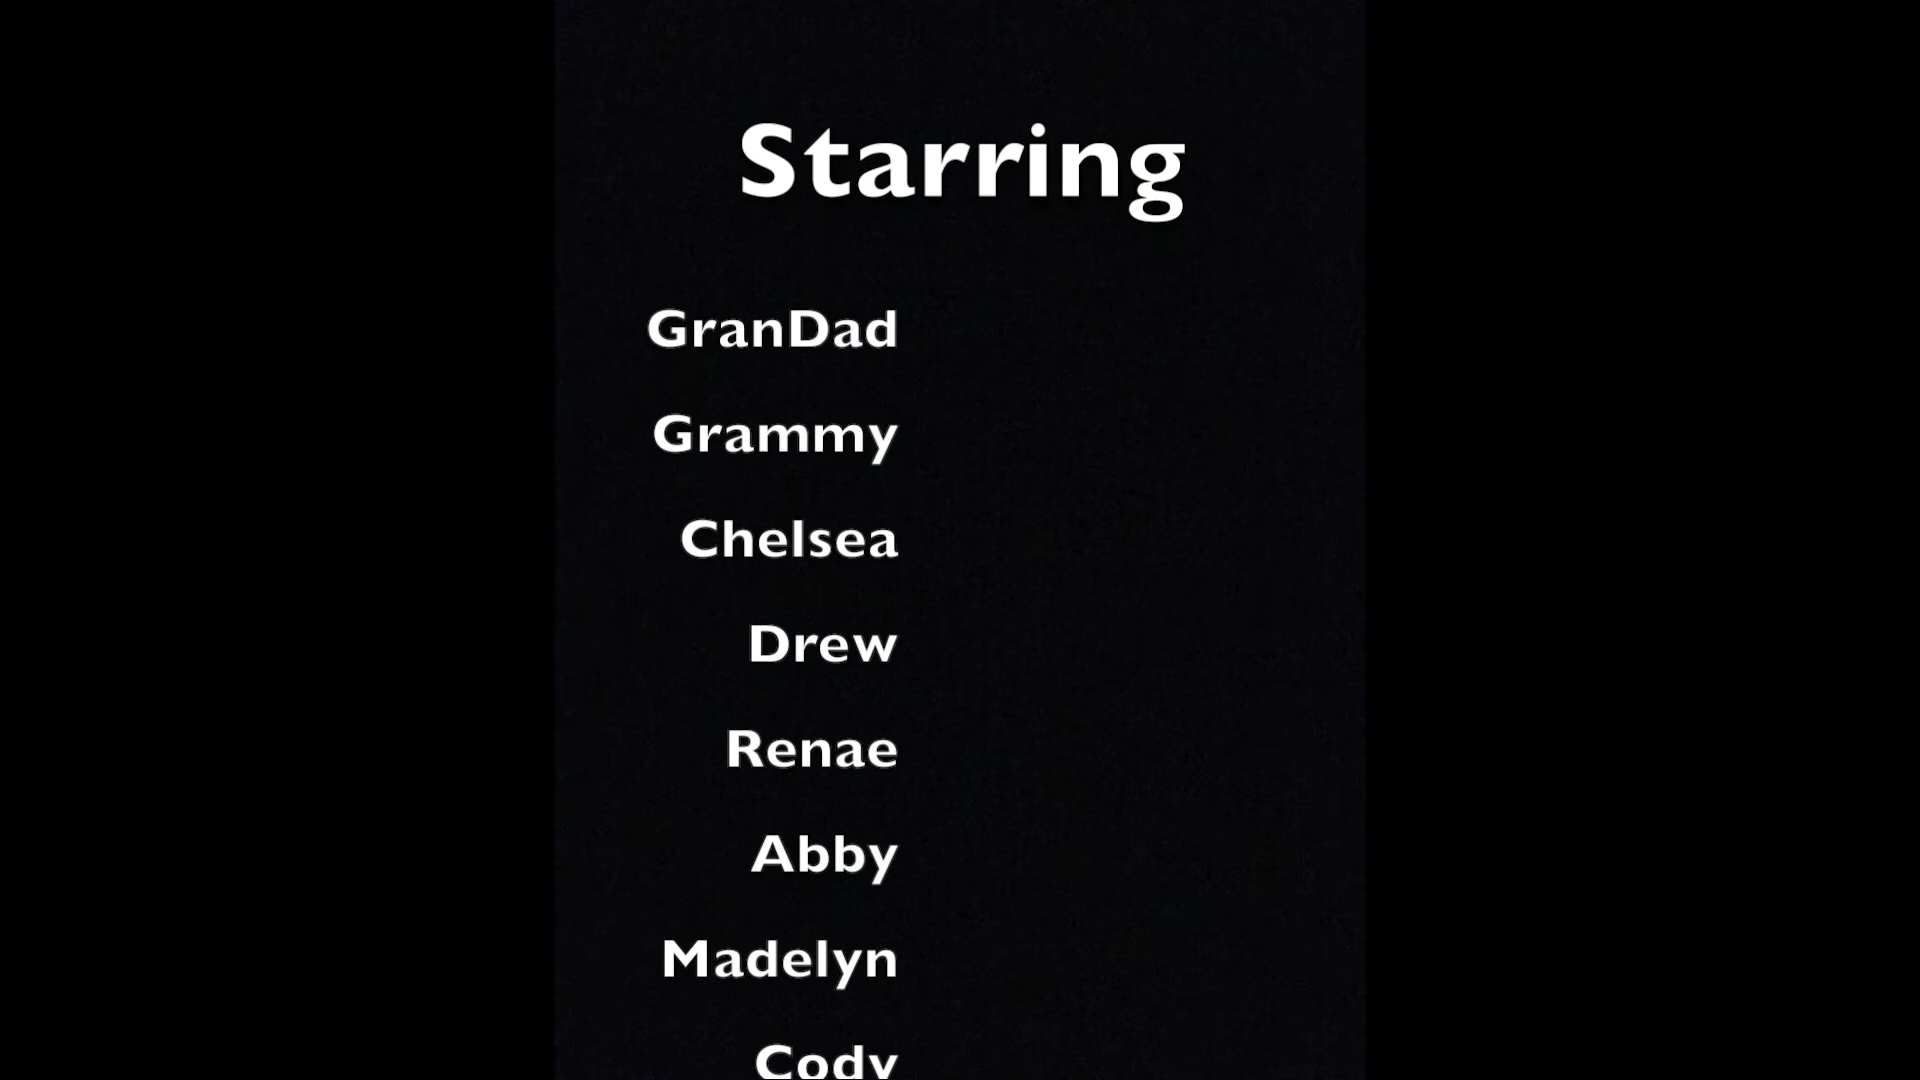 Starring
GranDad
Grammy
Chelsea
Drew
Renae
Abby
Madelyn
Cody